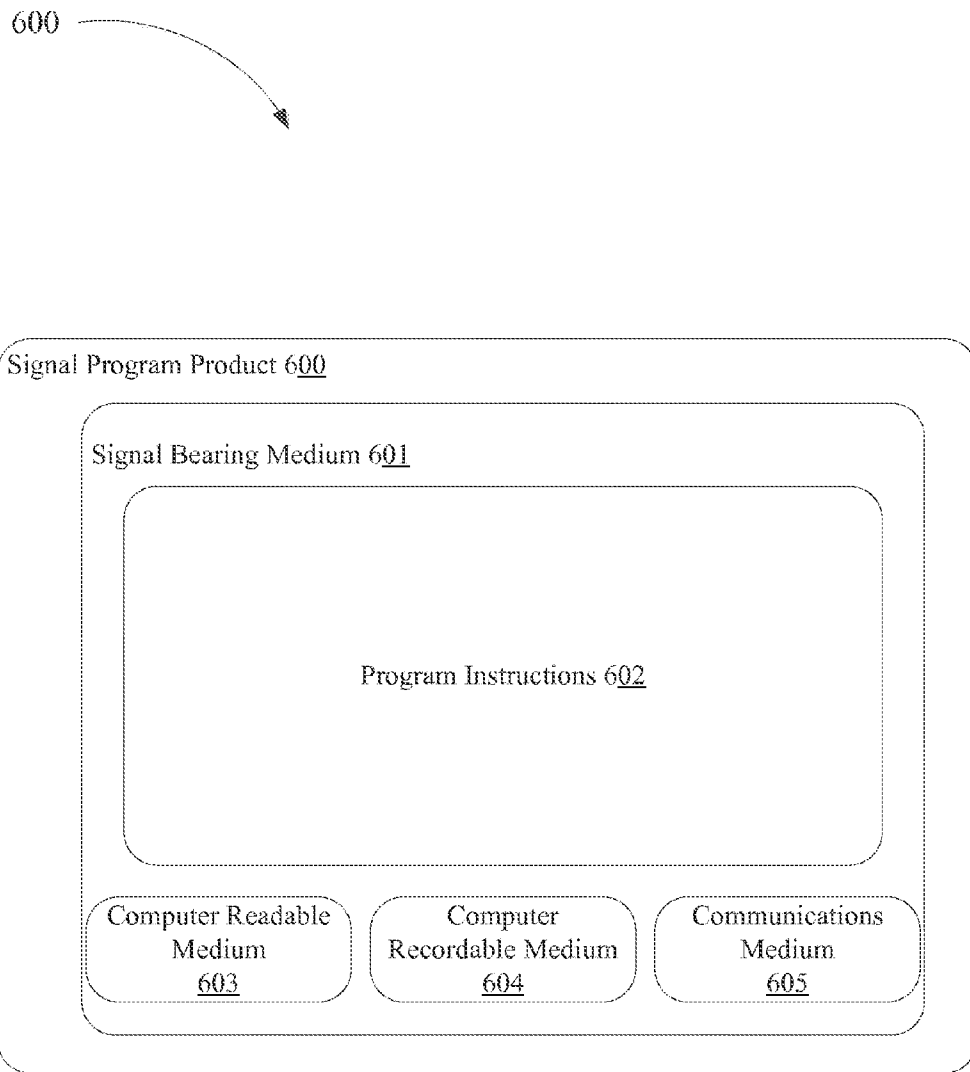 600
Signal Program Product 600
Signal Bearing Medium 601
Program Instructions 602
Computer Readable
Medium
603
Computer
Recordable Medium
604
Communications
Medium
605